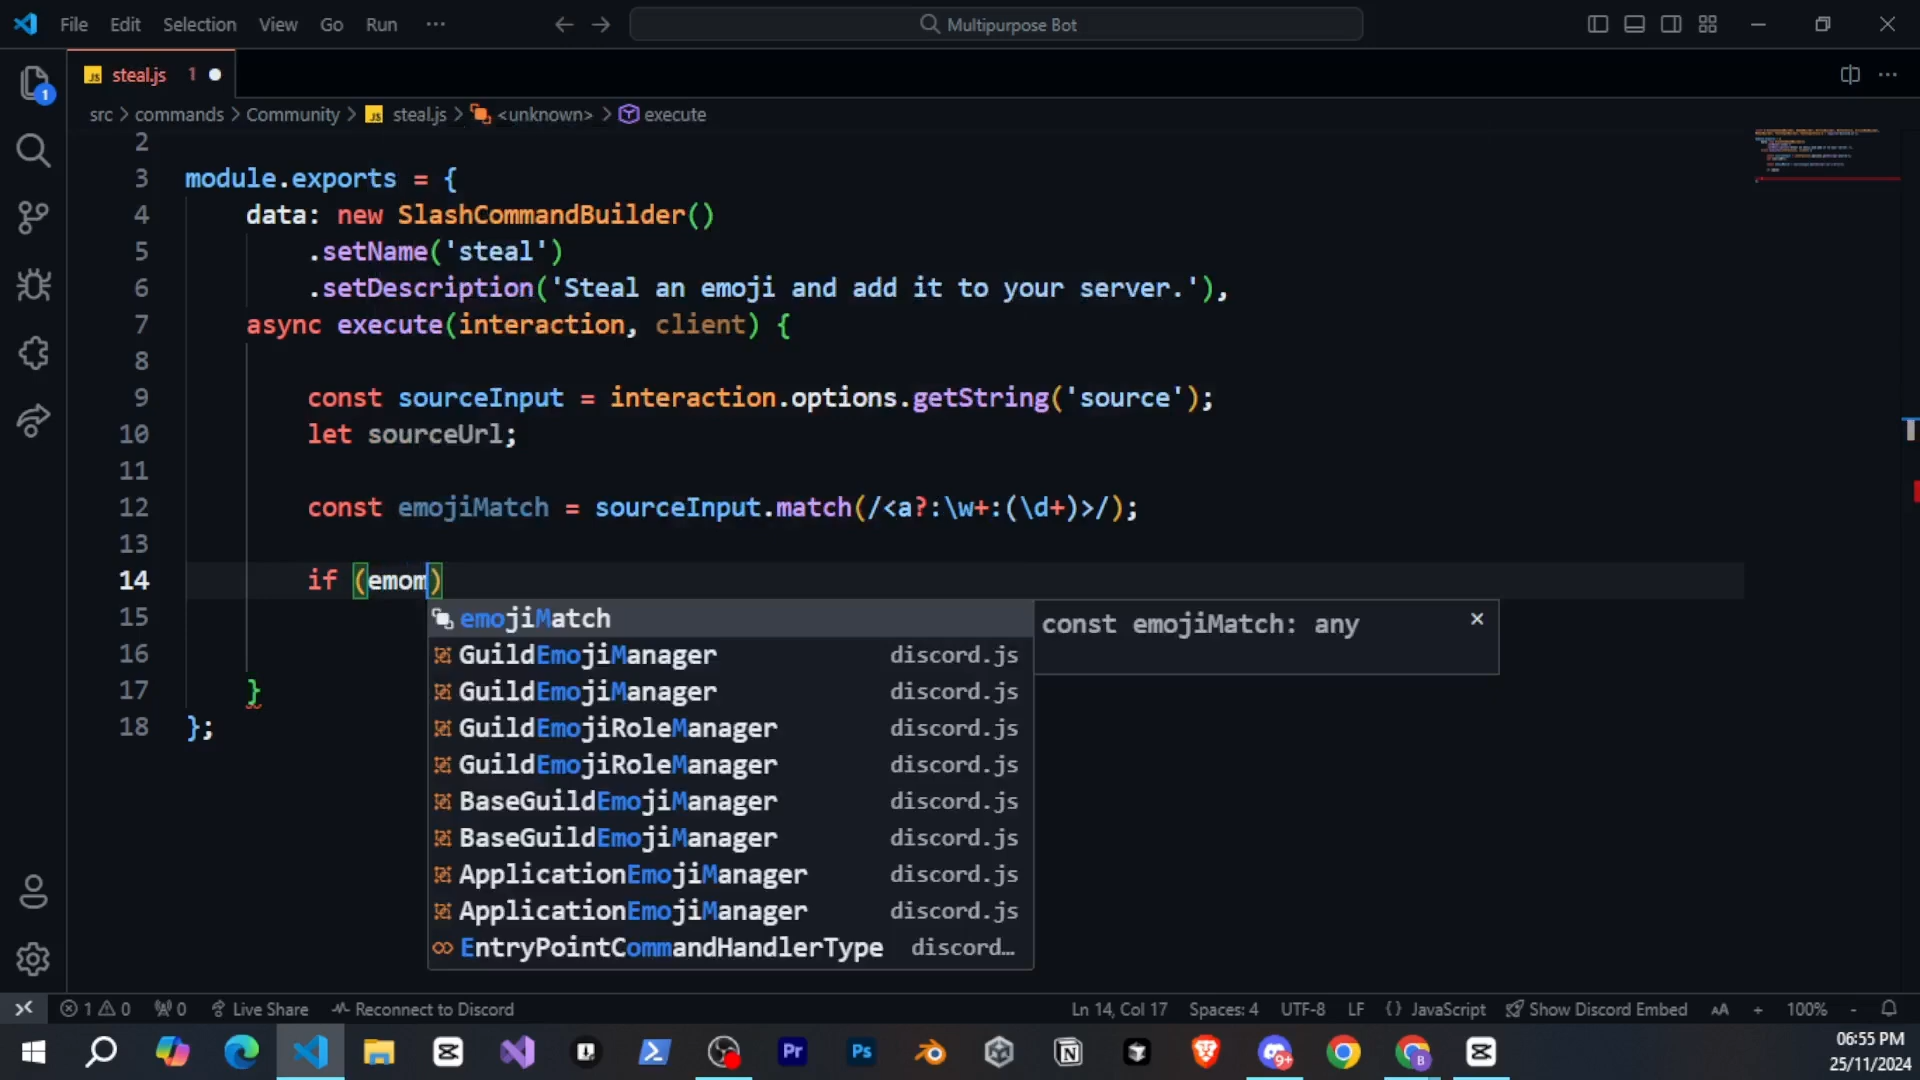 File Edit Selection View Go Run ··· Multipurpose Bot
steal.js 1
src > commands > Community > steal.js > <unknown> > execute
2
3 module.exports = {
4 data: new SlashCommandBuilder()
5 .setName('steal')
6 .setDescription('Steal an emoji and add it to your server.'),
7 async execute(interaction, client) {
8
9 const sourceInput = interaction.options.getString('source');
10 let sourceUrl;
11
12 const emojiMatch = sourceInput.match(/<a?:\w+:(\d+)>/);
13
14 if (emom)
15
16
17 }
18 };
emojiMatch
const emojiMatch: any
GuildEmojiManager discord.js
GuildEmojiManager discord.js
GuildEmojiRoleManager discord.js
GuildEmojiRoleManager discord.js
BaseGuildEmojiManager discord.js
BaseGuildEmojiManager discord.js
ApplicationEmojiManager discord.js
ApplicationEmojiManager discord.js
EntryPointCommandHandlerType discord…
1 0 0 Live Share Reconnect to Discord Ln 14, Col 17 Spaces: 4 UTF-8 LF {} JavaScript Show Discord Embed AA + 100% -
06:55 PM
25/11/2024